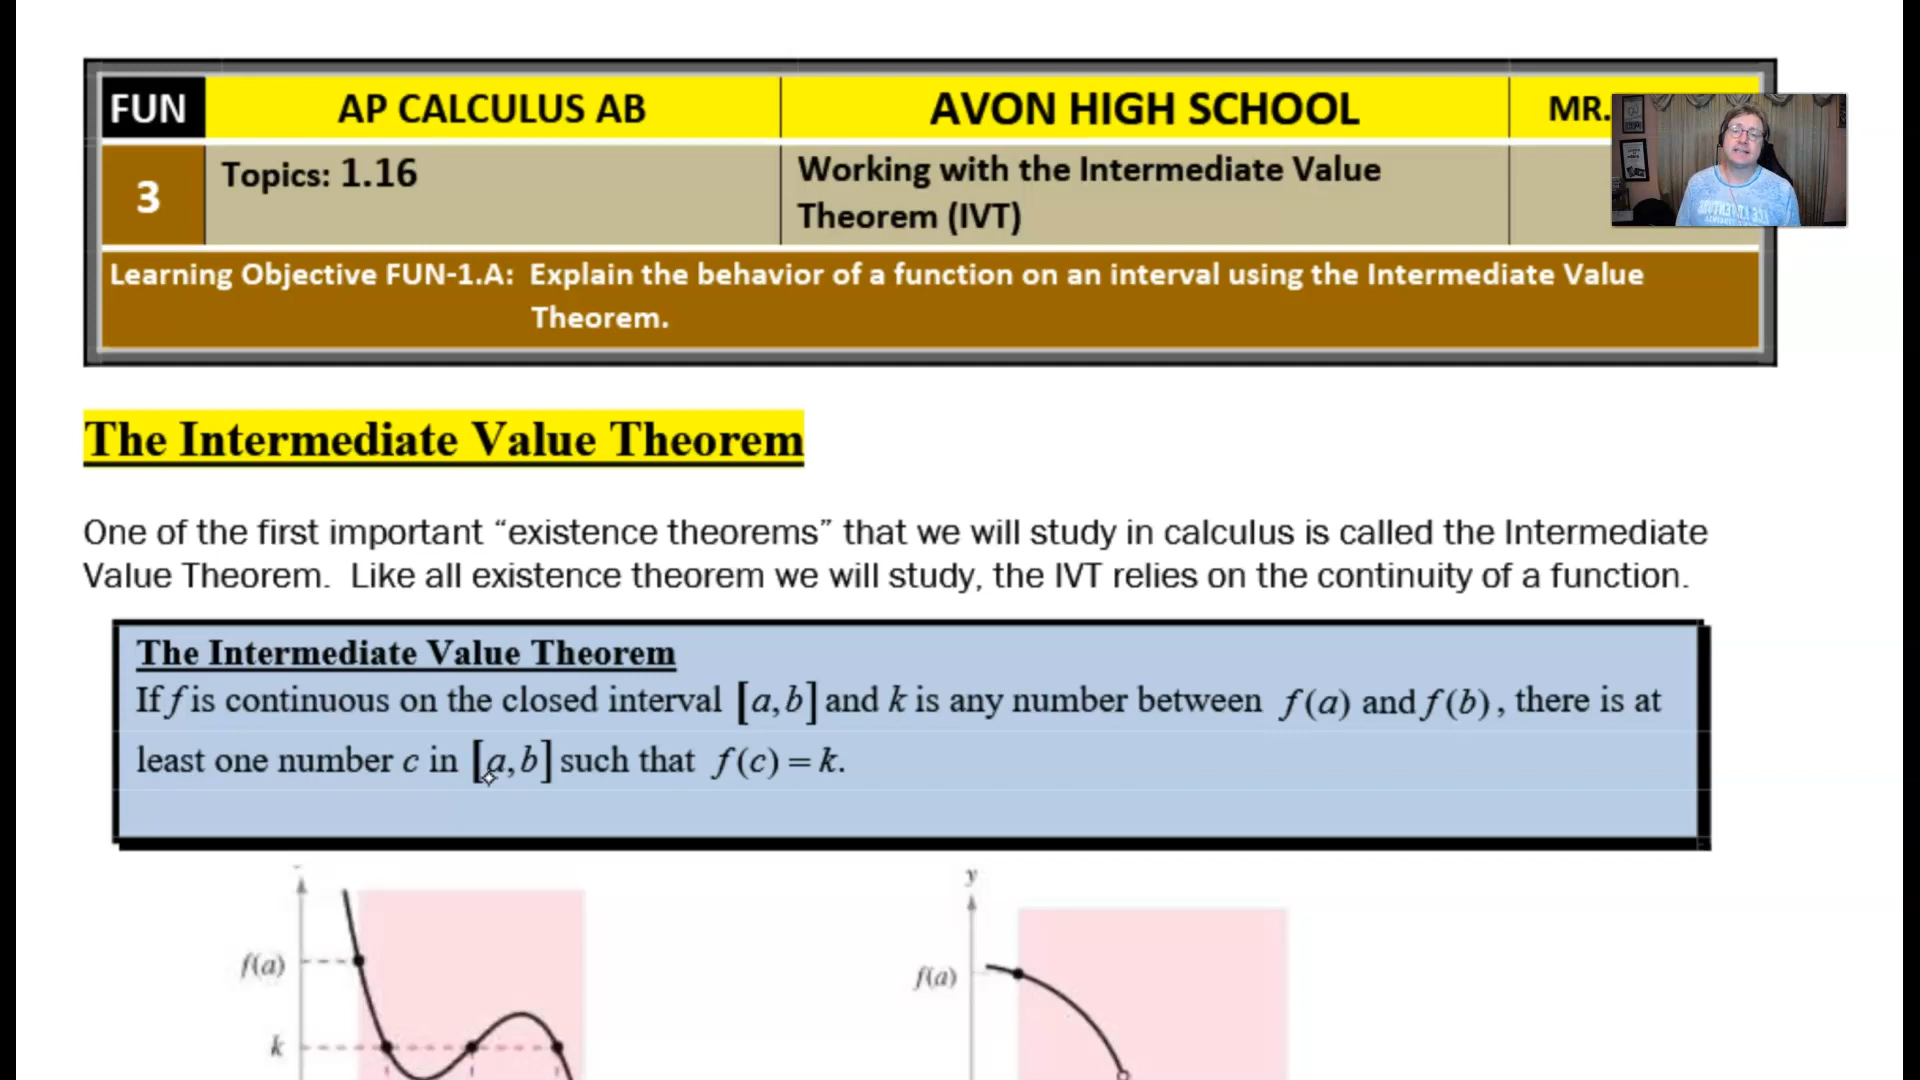 FUN AP CALCULUS AB AVON HIGH SCHOOL MR.
3 Topics: 1.16 Working with the Intermediate Value
Theorem (IVT)
Learning Objective FUN-1.A: Explain the behavior of a function on an interval using the Intermediate Value
Theorem.
The Intermediate Value Theorem
One of the first important “existence theorems” that we will study in calculus is called the Intermediate
Value Theorem. Like all existence theorem we will study, the IVT relies on the continuity of a function.
The Intermediate Value Theorem
If f is continuous on the closed interval [a,b] and k is any number between f(a) and f(b), there is at
least one number c in [a,b] such that f(c) = k.
y
f(a)
f(a)
k